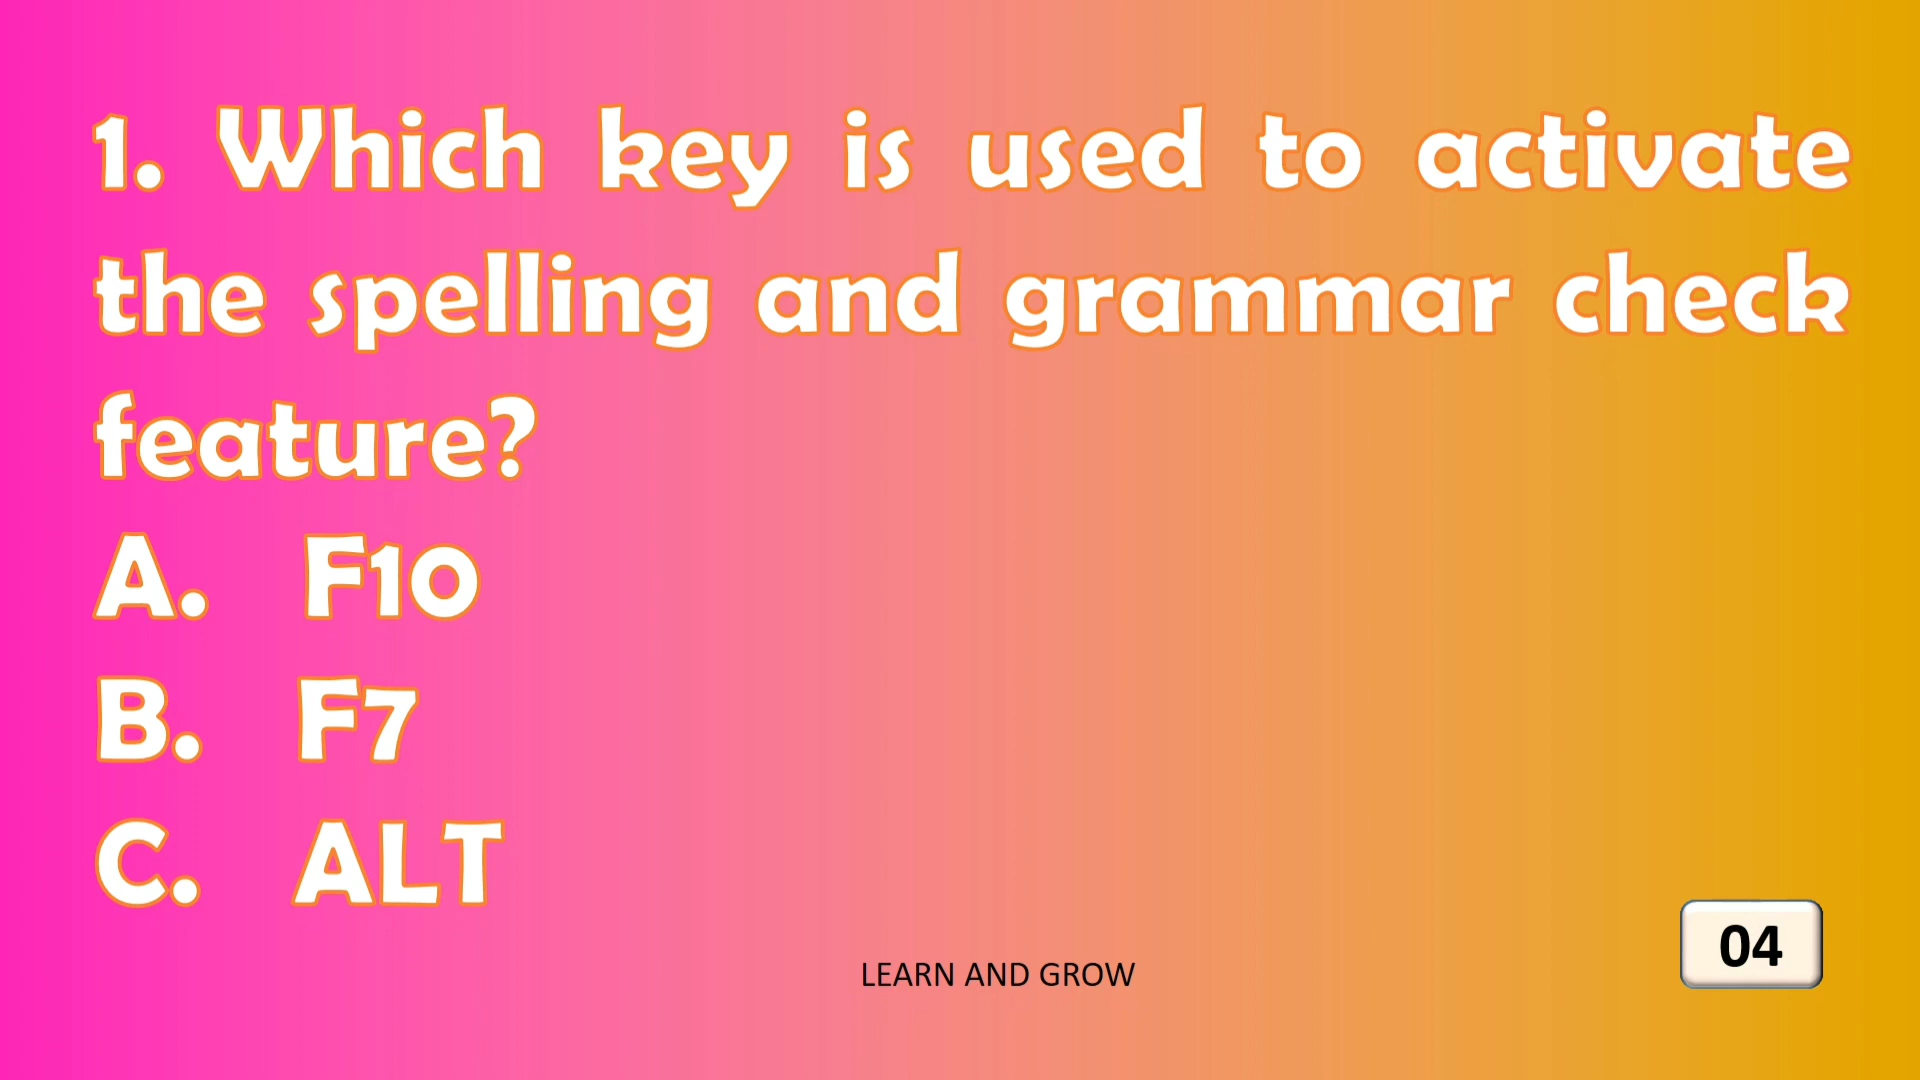 1. Which key is used to activate
the spelling and grammar check
feature?
A. F10
B. F7
C. ALT
04
LEARN AND GROW